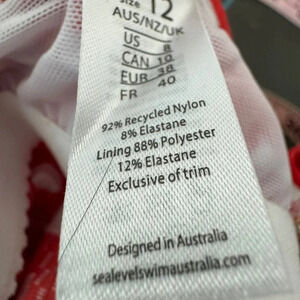 size 12
AUS/NZ/UK
US 8
CAN 10
EUR 38
FR 40
92% Recycled Nylon
8% Elastane
Lining 88% Polyester
12% Elastane
Exclusive of trim
Designed in Australia
sealevelswimaustralia.com